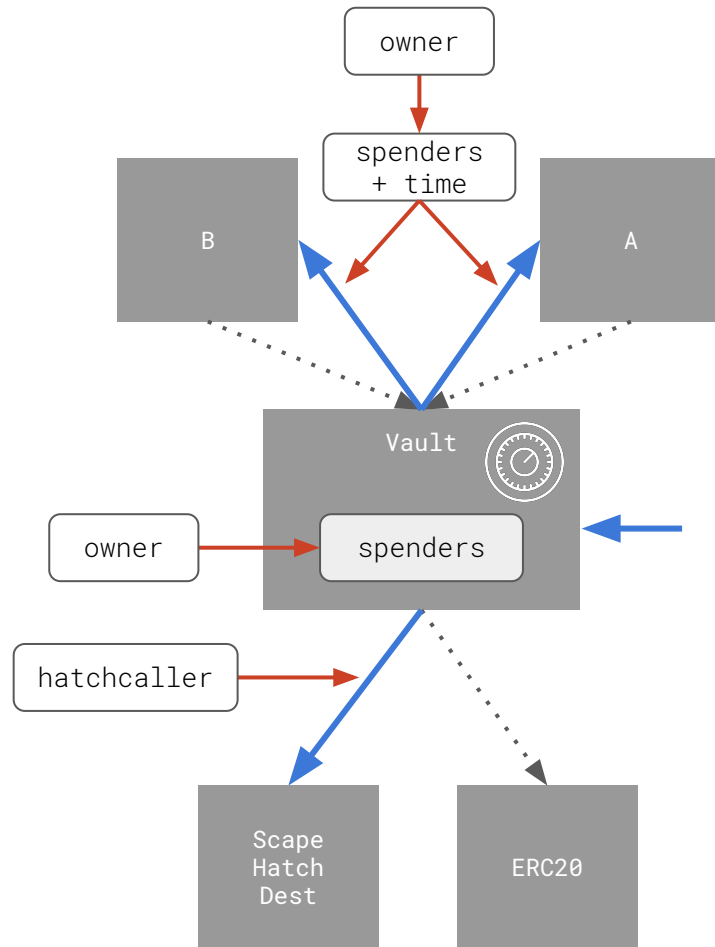 owner
spenders
+ time
B
A
Vault
owner
spenders
hatchcaller
Scape
Hatch
Dest
ERC20